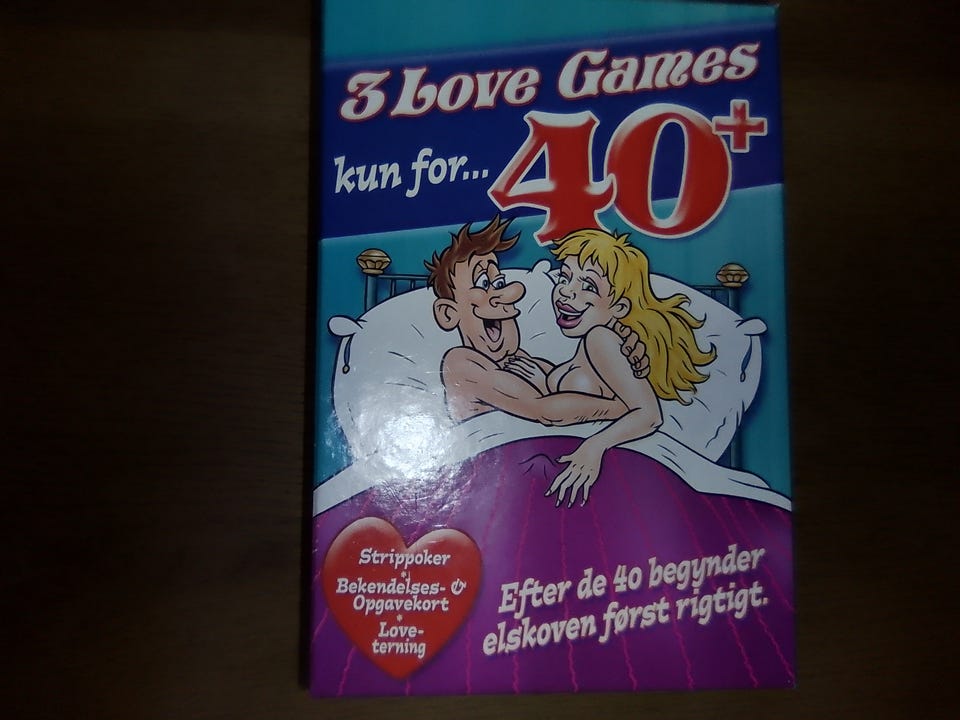 3 Love Games
kun for... 40+
Strippoker
*
Bekendelses- &
Opgavekort
*
Love-
terning
Efter de 40 begynder
elskoven først rigtigt.